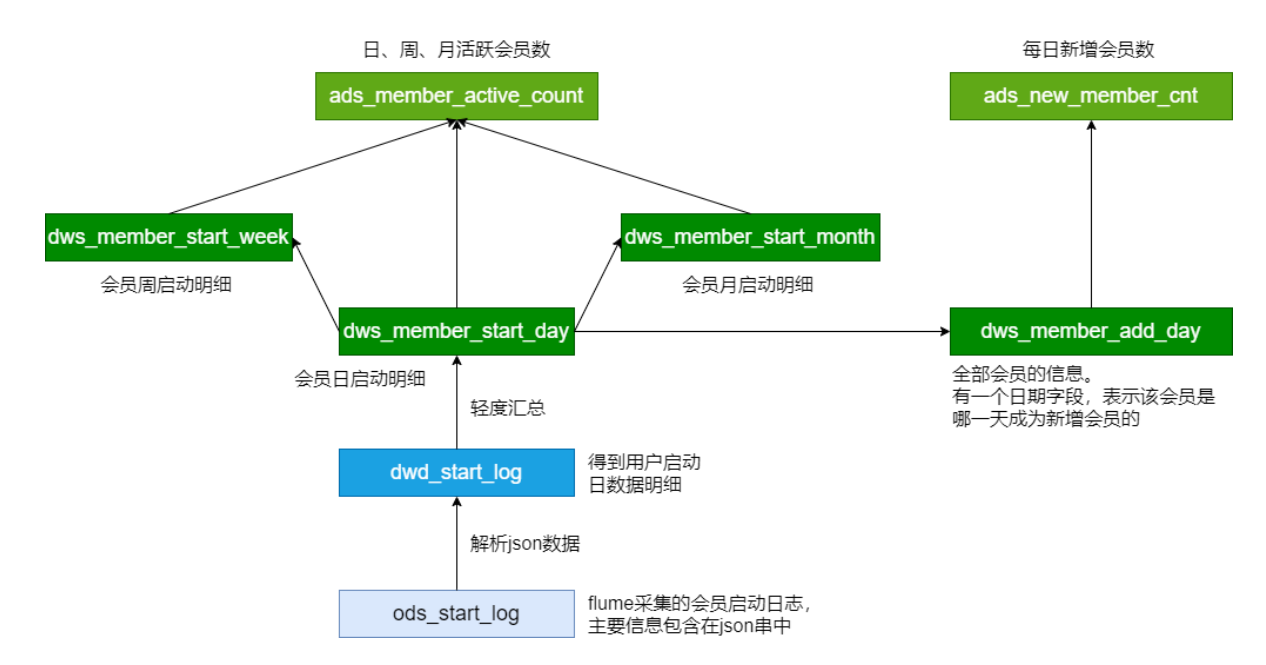 日、周、月活跃会员数
每日新增会员数
ads_member_active_count
ads_new_member_cnt
dws_member_start_week
dws_member_start_month
会员周启动明细
会员月启动明细
dws_member_start_day
dws_member_add_day
会员日启动明细
全部会员的信息。
有一个日期字段，表示该会员是
哪一天成为新增会员的
轻度汇总
dwd_start_log
得到用户启动
日数据明细
解析json数据
ods_start_log
flume采集的会员启动日志，
主要信息包含在json串中